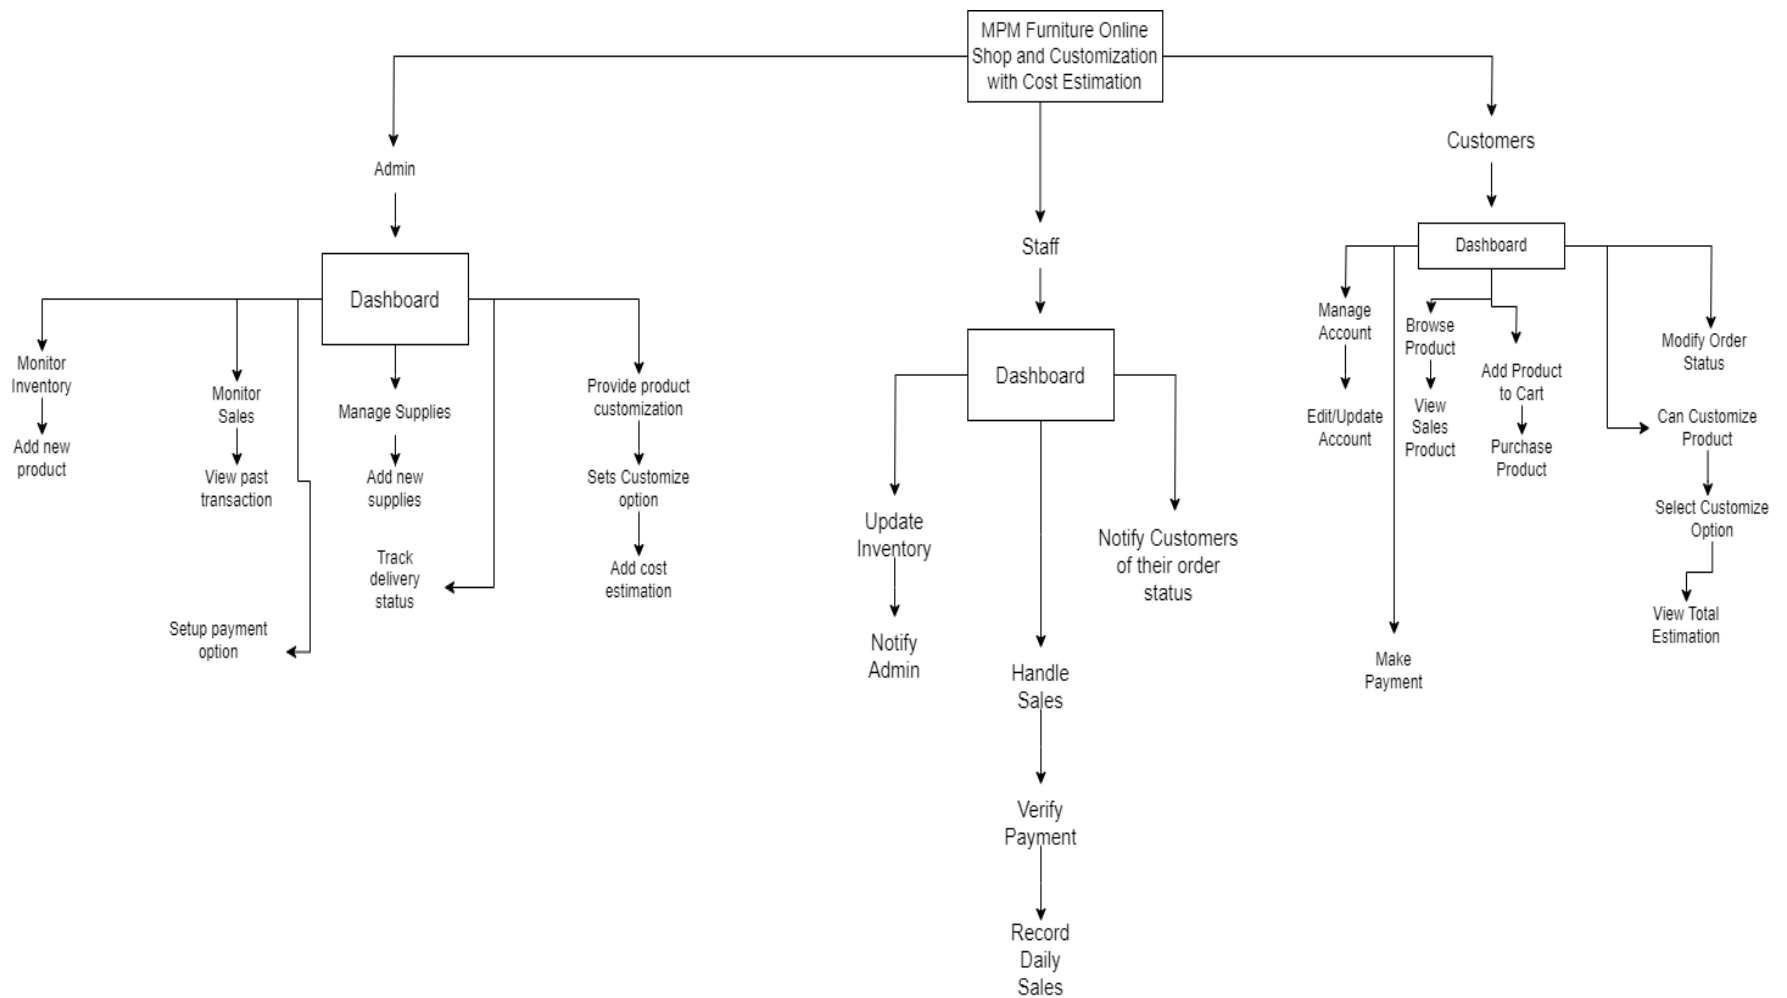 MPM Furniture Online
Shop and Customization
with Cost Estimation
Admin
Dashboard
Monitor
Inventory
Add new
product
Monitor
Sales
View past
transaction
Setup payment
option
Manage Supplies
Add new
supplies
Track
delivery
status
Provide product
customization
Sets Customize
option
Add cost
estimation
Staff
Dashboard
Update
Inventory
Notify
Admin
Handle
Sales
Verify
Payment
Record
Daily
Sales
Notify Customers
of their order
status
Customers
Dashboard
Manage
Account
Edit/Update
Account
Make
Payment
Browse
Product
View
Sales
Product
Add Product
to Cart
Purchase
Product
Modify Order
Status
Can Customize
Product
Select Customize
Option
View Total
Estimation